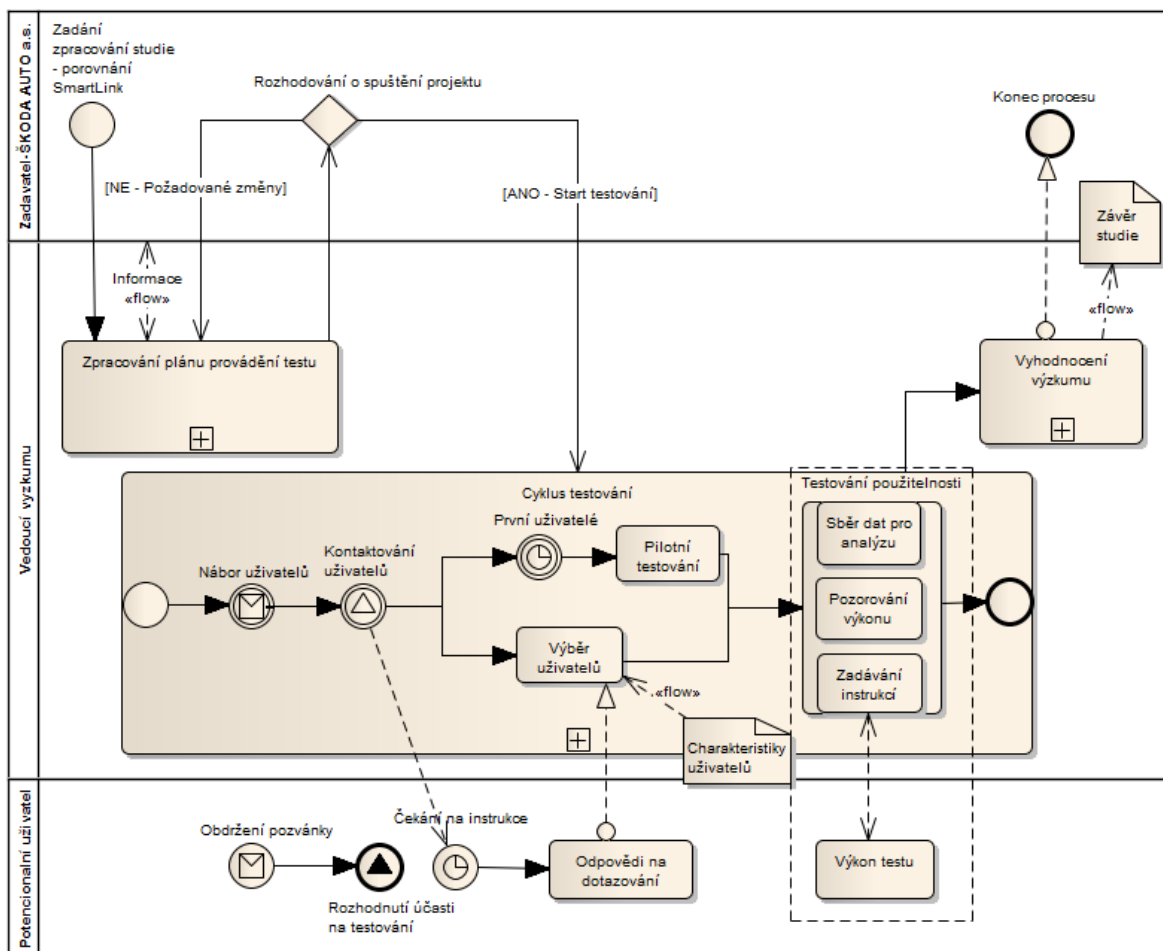 Zadavatel-ŠKODA AUTO a.s.
Zadání
zpracování studie
- porovnání
SmartLink
Rozhodování o spuštění projektu
Konec procesu
[NE - Požadované změny]
[ANO - Start testování]
Závěr
studie
Vedoucí vyzkumu
Informace
«flow»
«flow»
Zpracování plánu provádění testu
Vyhodnocení
výzkumu
Cyklus testování
Testování použitelnosti
První uživatelé
Sběr dat pro
analýzu
Pilotní
testování
Kontaktování
uživatelů
Nábor uživatelů
Pozorování
výkonu
Výběr
uživatelů
Zadávání
instrukcí
«flow»
Charakteristiky
uživatelů
Potencionalní uživatel
Obdržení pozvánky
Čekání na instrukce
Odpovědi na
dotazování
Výkon testu
Rozhodnutí účasti
na testování